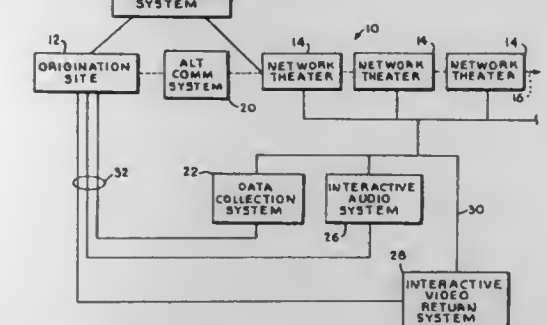 SYSTEM
10
12
14
14
14
ORIGINATION
SITE
ALT
COMM
SYSTEM
NETWORK
THEATER
NETWORK
THEATER
NETWORK
THEATER
20
16
32
22
DATA
COLLECTION
SYSTEM
INTERACTIVE
AUDIO
SYSTEM
26
30
28
INTERACTIVE
VIDEO
RETURN
SYSTEM